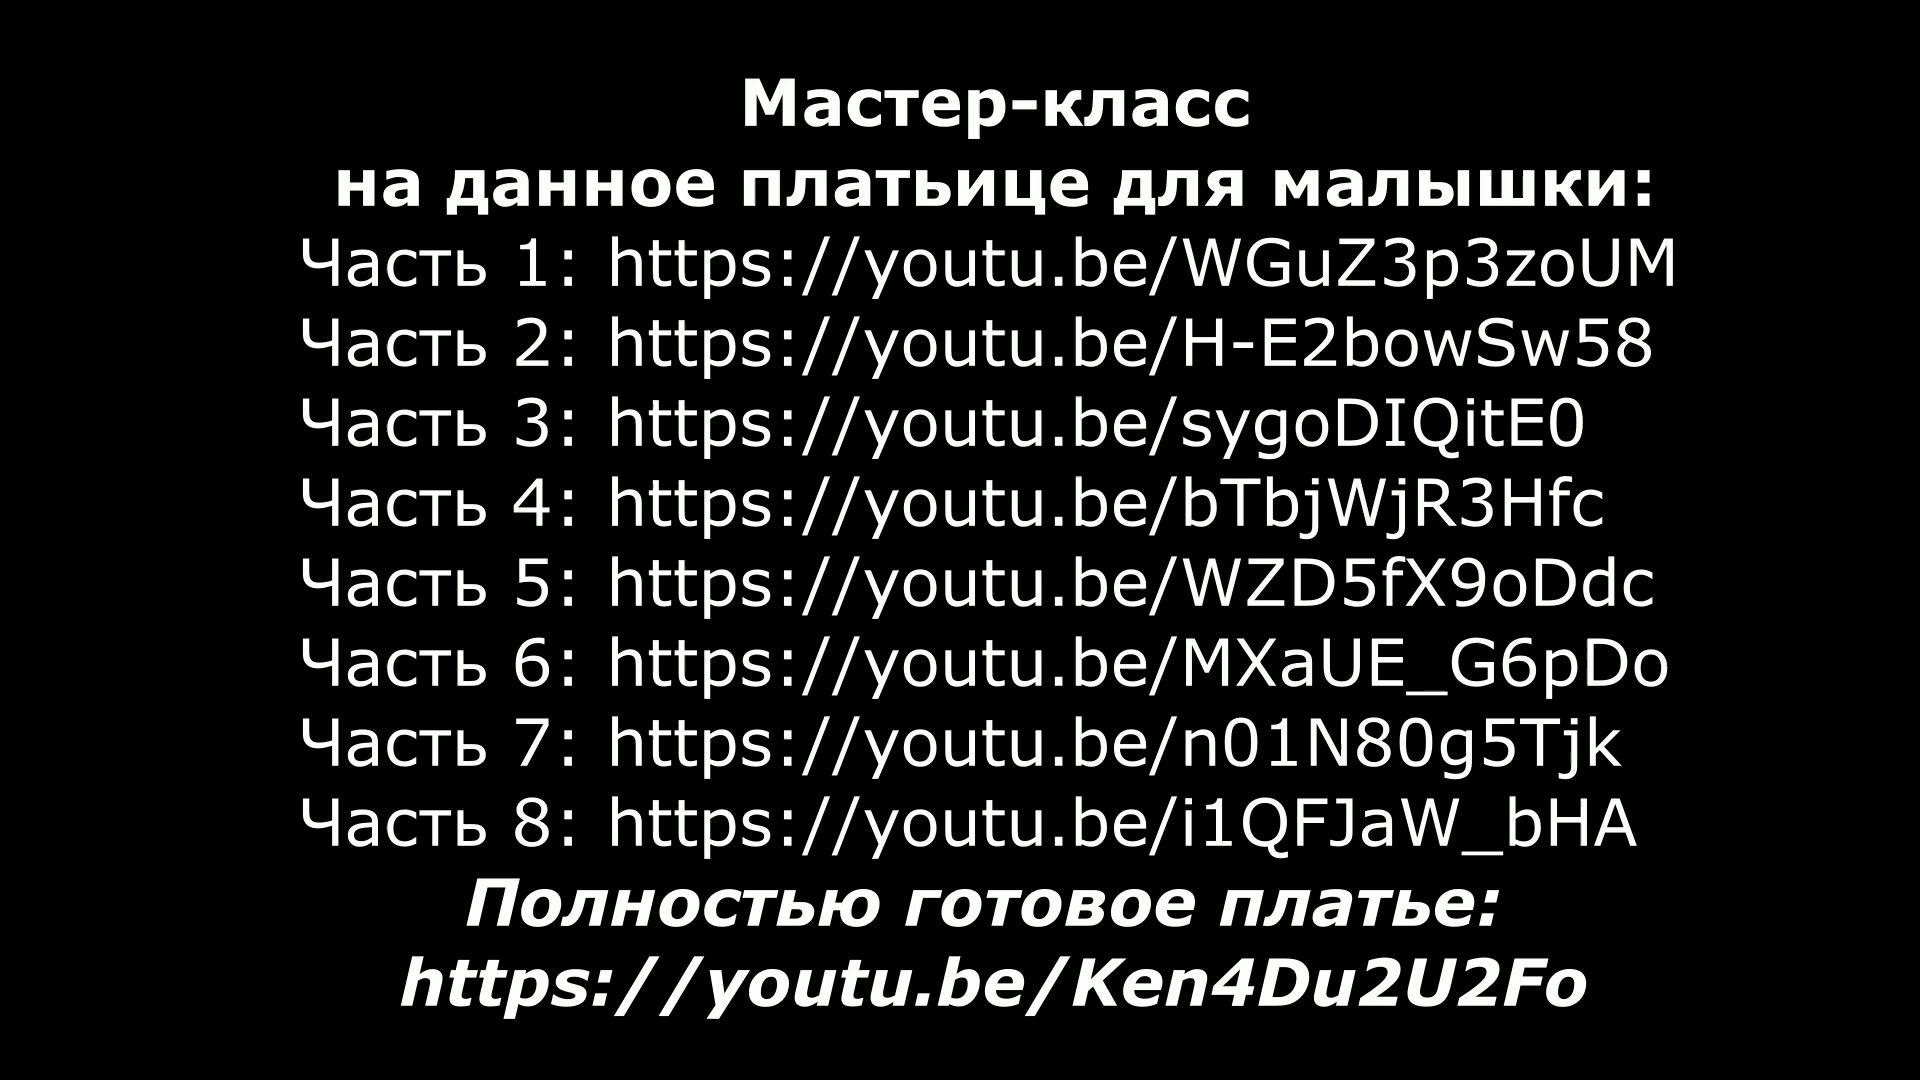 Мастер-класс
на данное платьице для малышки:
Часть 1: https://youtu.be/WGuZ3p3zoUM
Часть 2: https://youtu.be/H-E2bowSw58
Часть 3: https://youtu.be/sygoDIQitE0
Часть 4: https://youtu.be/bTbjWjR3Hfc
Часть 5: https://youtu.be/WZD5fX9oDdc
Часть 6: https://youtu.be/MXaUE_G6pDo
Часть 7: https://youtu.be/n01N80g5Tjk
Часть 8: https://youtu.be/i1QFJaW_bHA
Полностью готовое платье:
https://youtu.be/Ken4Du2U2Fo